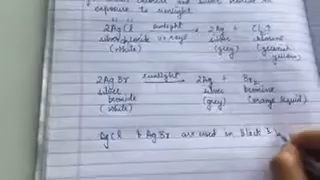 exposure to sunlight
2AgCl sunlight 2Ag + Cl2↑
silver chloride silver
(white) (grey) (greenish yellow)
2AgBr sunlight 2Ag + Br2
silver silver bromine
bromide (grey) (orange liquid)
(white)
AgCl & AgBr are used in black &